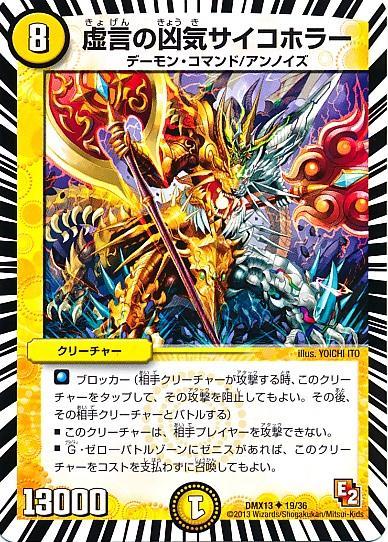 8
きょげん きょうき
虚言の凶気サイコホラー
デーモン・コマンド/アンノイズ
クリーチャー
illus. YOICHI ITO
ブロッカー (相手クリーチャーが攻撃する時、このクリー
チャーをタップして、その攻撃を阻止してもよい。その後、
その相手クリーチャーとバトルする)
■ このクリーチャーは、相手プレイヤーを攻撃できない。
■ G・ゼローバトルゾーンにゼニスがあれば、このクリーチャー
をコストを支払わずに召喚してもよい。
13000
1
DMX13 19/36
©2013 Wizards/Shogakukan/Mitsui-Kids
E2